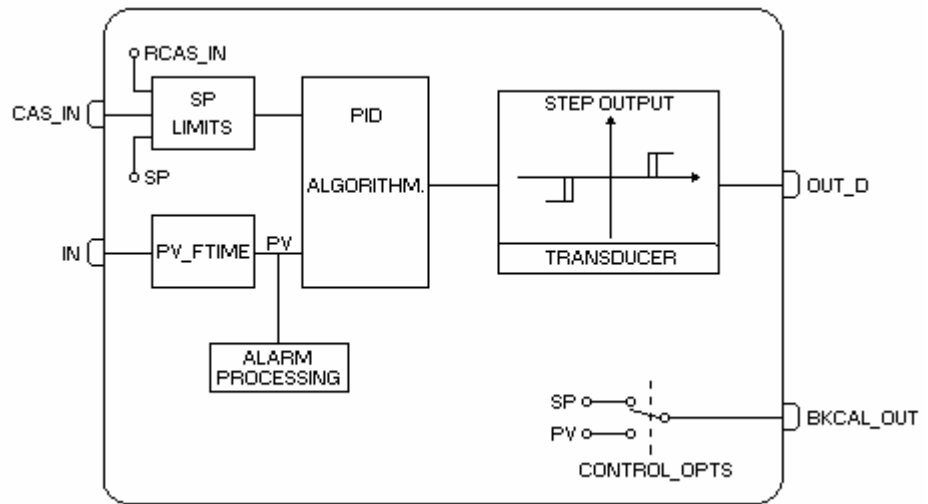 RCAS_IN
CAS_IN
SP
LIMITS
SP
PID
ALGORITHM.
STEP OUTPUT
TRANSDUCER
OUT_D
IN
PV_FTIME
PV
ALARM
PROCESSING
SP
PV
CONTROL_OPTS
BKCAL_OUT